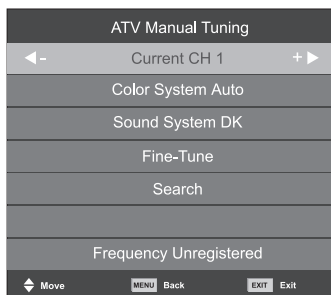 ATV Manual Tuning
- Current CH 1 +
Color System Auto
Sound System DK
Fine-Tune
Search
Frequency Unregistered
Move MENU Back EXIT Exit